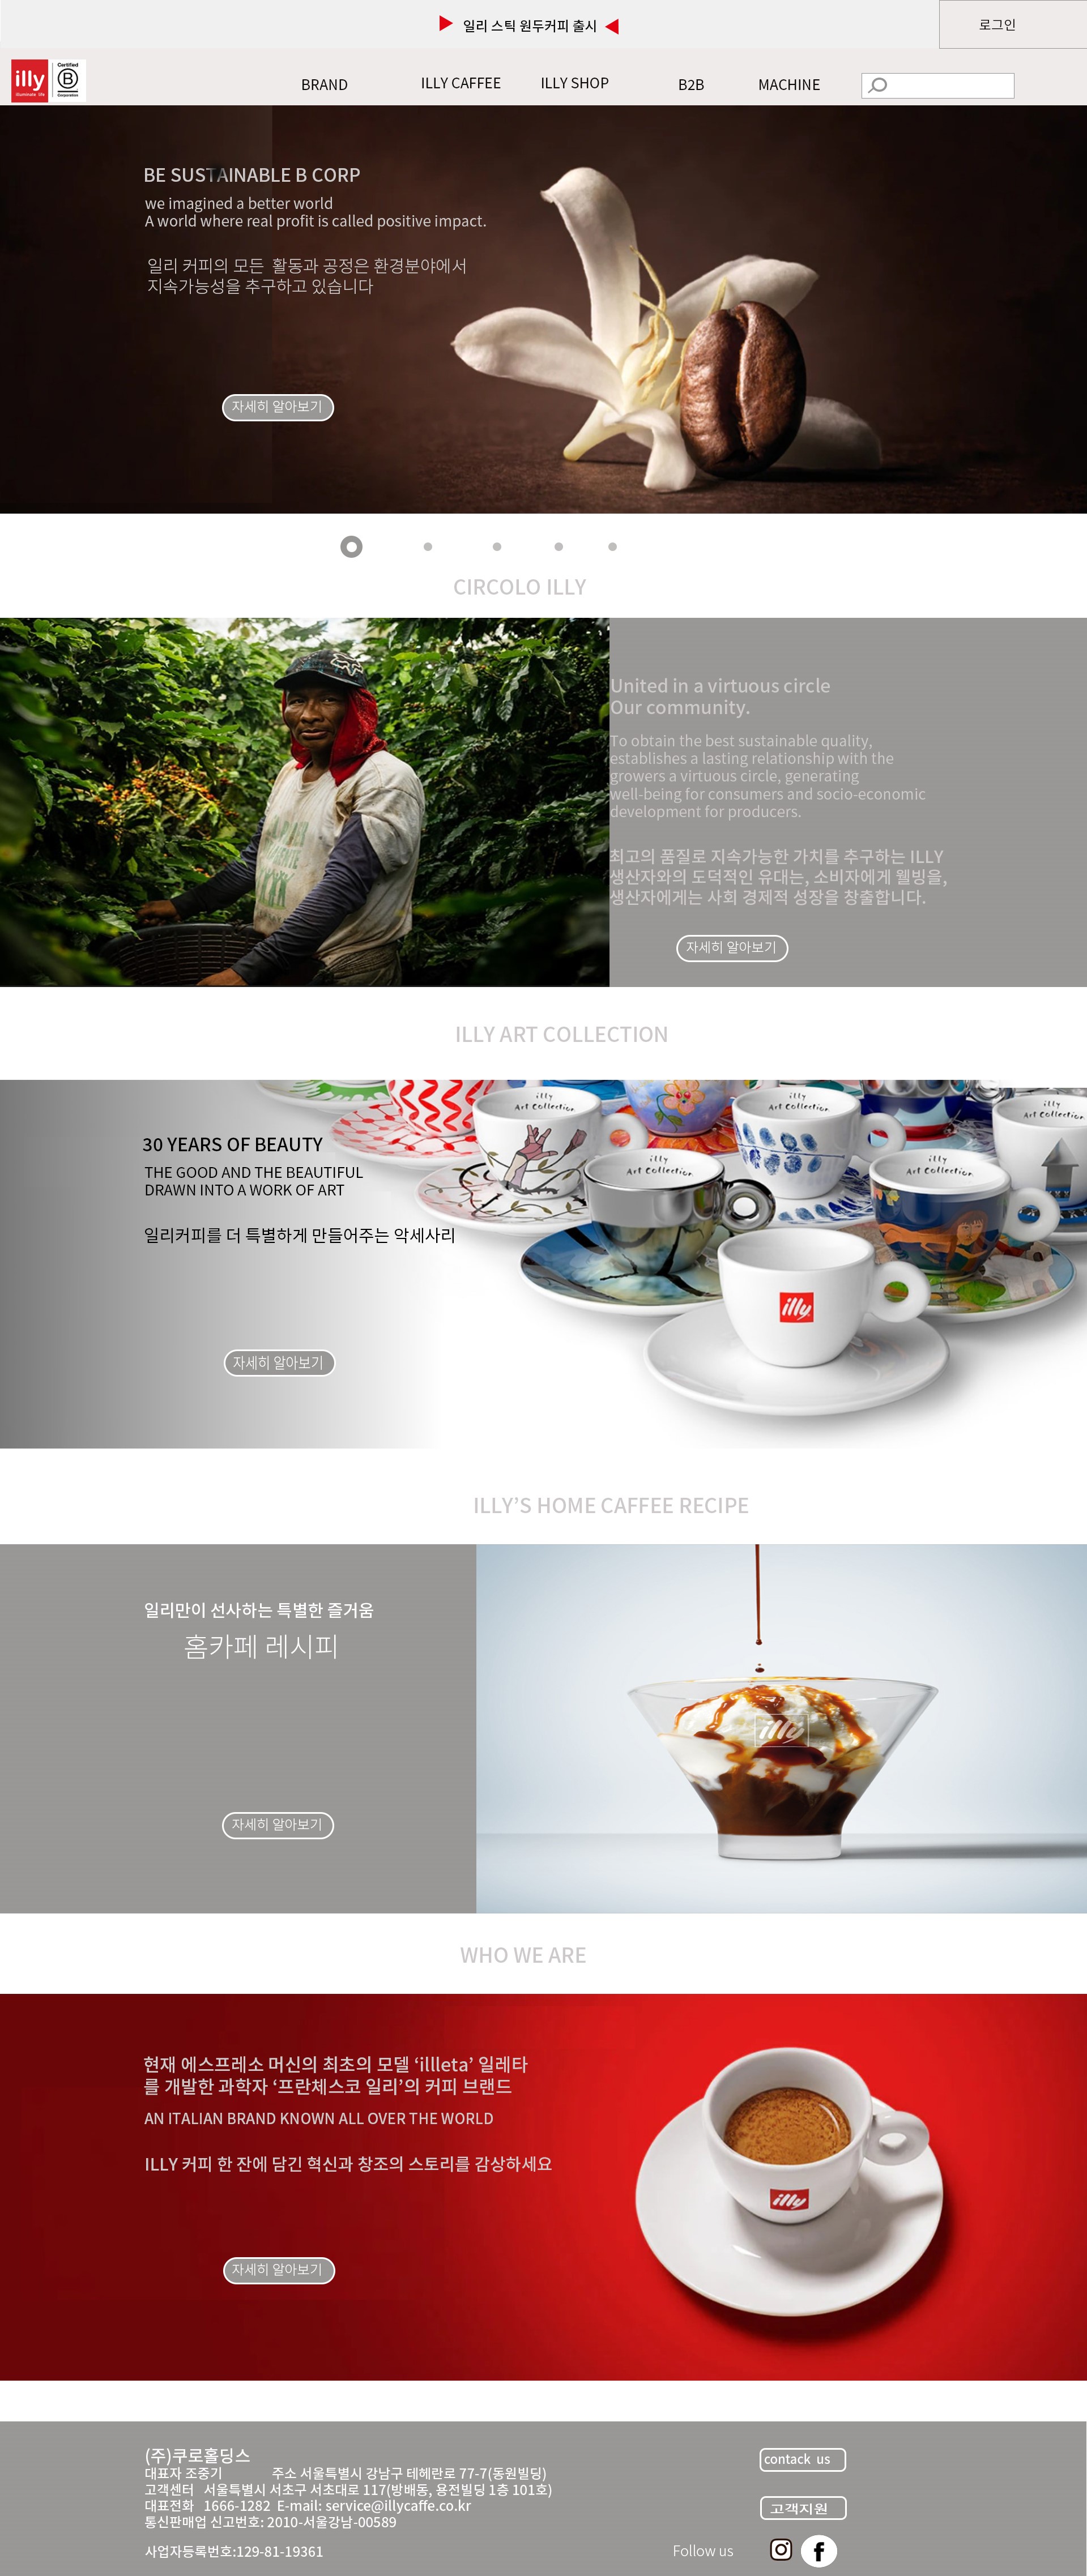 일리 스틱 원두커피 출시
로그인
illy
illuminate life
Certified
B
Corporation
BRAND
ILLY CAFFEE
ILLY SHOP
B2B
MACHINE
BE SUSTAINABLE B CORP
we imagined a better world
A world where real profit is called positive impact.
일리 커피의 모든 활동과 공정은 환경분야에서
지속가능성을 추구하고 있습니다
자세히 알아보기
CIRCOLO ILLY
United in a virtuous circle
Our community.
To obtain the best sustainable quality,
establishes a lasting relationship with the
growers a virtuous circle, generating
well-being for consumers and socio-economic
development for producers.
최고의 품질로 지속가능한 가치를 추구하는 ILLY
생산자와의 도덕적인 유대는, 소비자에게 웰빙을,
생산자에게는 사회 경제적 성장을 창출합니다.
자세히 알아보기
ILLY ART COLLECTION
illy
Art Collection
illy
Art Collection
illy
Art Collection
illy
Art Collection
illy
Art Collection
30 YEARS OF BEAUTY
THE GOOD AND THE BEAUTIFUL
DRAWN INTO A WORK OF ART
일리커피를 더 특별하게 만들어주는 악세사리
illy
자세히 알아보기
ILLY’S HOME CAFFEE RECIPE
일리만이 선사하는 특별한 즐거움
홈카페 레시피
illy
자세히 알아보기
WHO WE ARE
현재 에스프레소 머신의 최초의 모델 ‘illleta’ 일레타
를 개발한 과학자 ‘프란체스코 일리’의 커피 브랜드
AN ITALIAN BRAND KNOWN ALL OVER THE WORLD
ILLY 커피 한 잔에 담긴 혁신과 창조의 스토리를 감상하세요
illy
자세히 알아보기
(주)쿠로홀딩스
대표자 조중기 주소 서울특별시 강남구 테헤란로 77-7(동원빌딩)
고객센터 서울특별시 서초구 서초대로 117(방배동, 용전빌딩 1층 101호)
대표전화 1666-1282 E-mail: service@illycaffe.co.kr
통신판매업 신고번호: 2010-서울강남-00589
사업자등록번호:129-81-19361
contack us
고객지원
Follow us